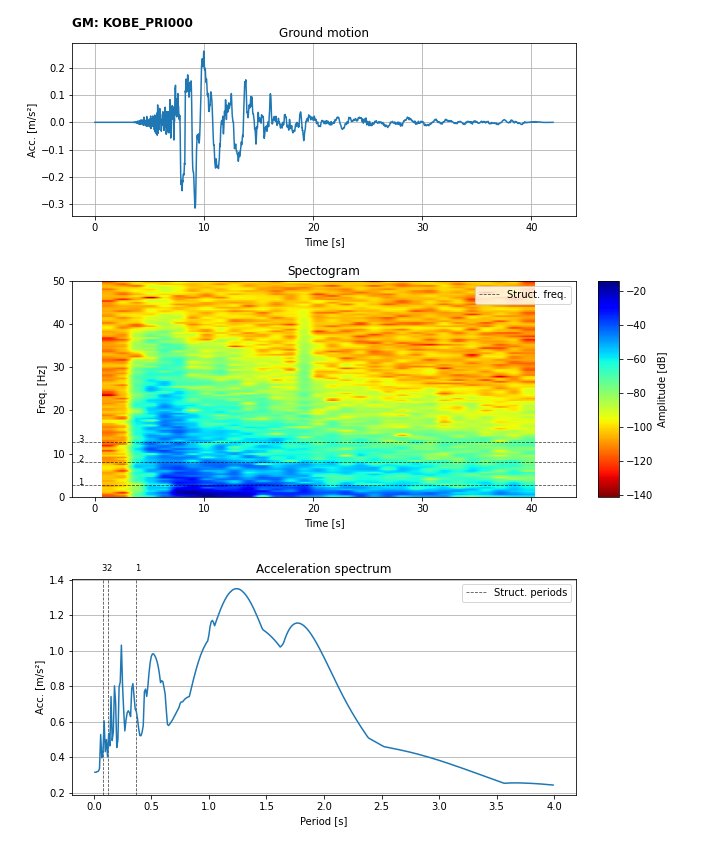 GM: KOBE_PRI000
Ground motion
Acc. [m/s²]
0.2
0.1
0.0
−0.1
−0.2
−0.3
0 10 20 30 40
Time [s]
Spectogram
Struct. freq.
Freq. [Hz]
50
40
30
20
10
0
3
2
1
0 10 20 30 40
Time [s]
−20
−40
−60
−80
−100
−120
−140
Amplitude [dB]
32 1
Acceleration spectrum
Struct. periods
Acc. [m/s²]
1.4
1.2
1.0
0.8
0.6
0.4
0.2
0.0 0.5 1.0 1.5 2.0 2.5 3.0 3.5 4.0
Period [s]